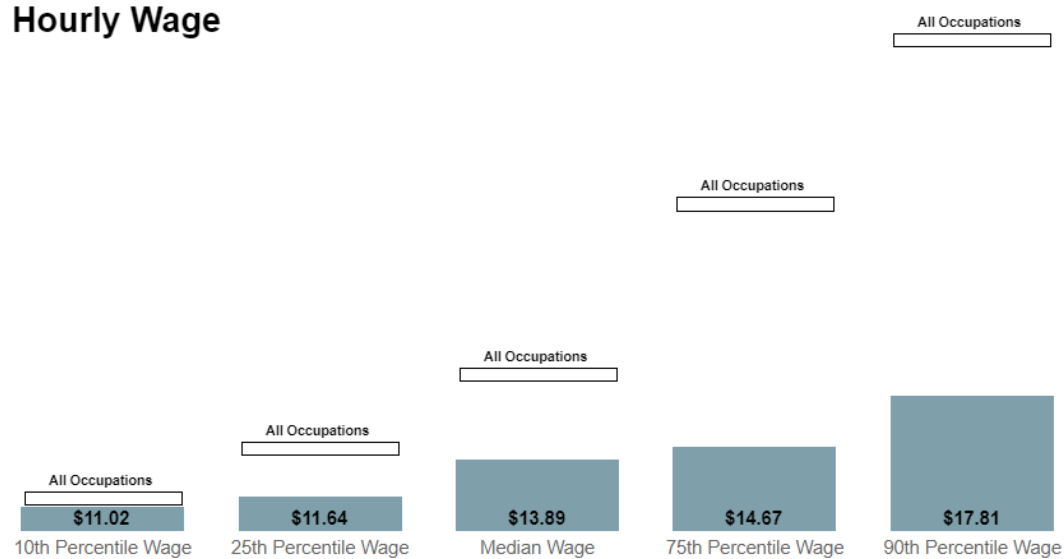 Hourly Wage
All Occupations
All Occupations
All Occupations
All Occupations
All Occupations
$11.02
$11.64
$13.89
$14.67
$17.81
10th Percentile Wage
25th Percentile Wage
Median Wage
75th Percentile Wage
90th Percentile Wage